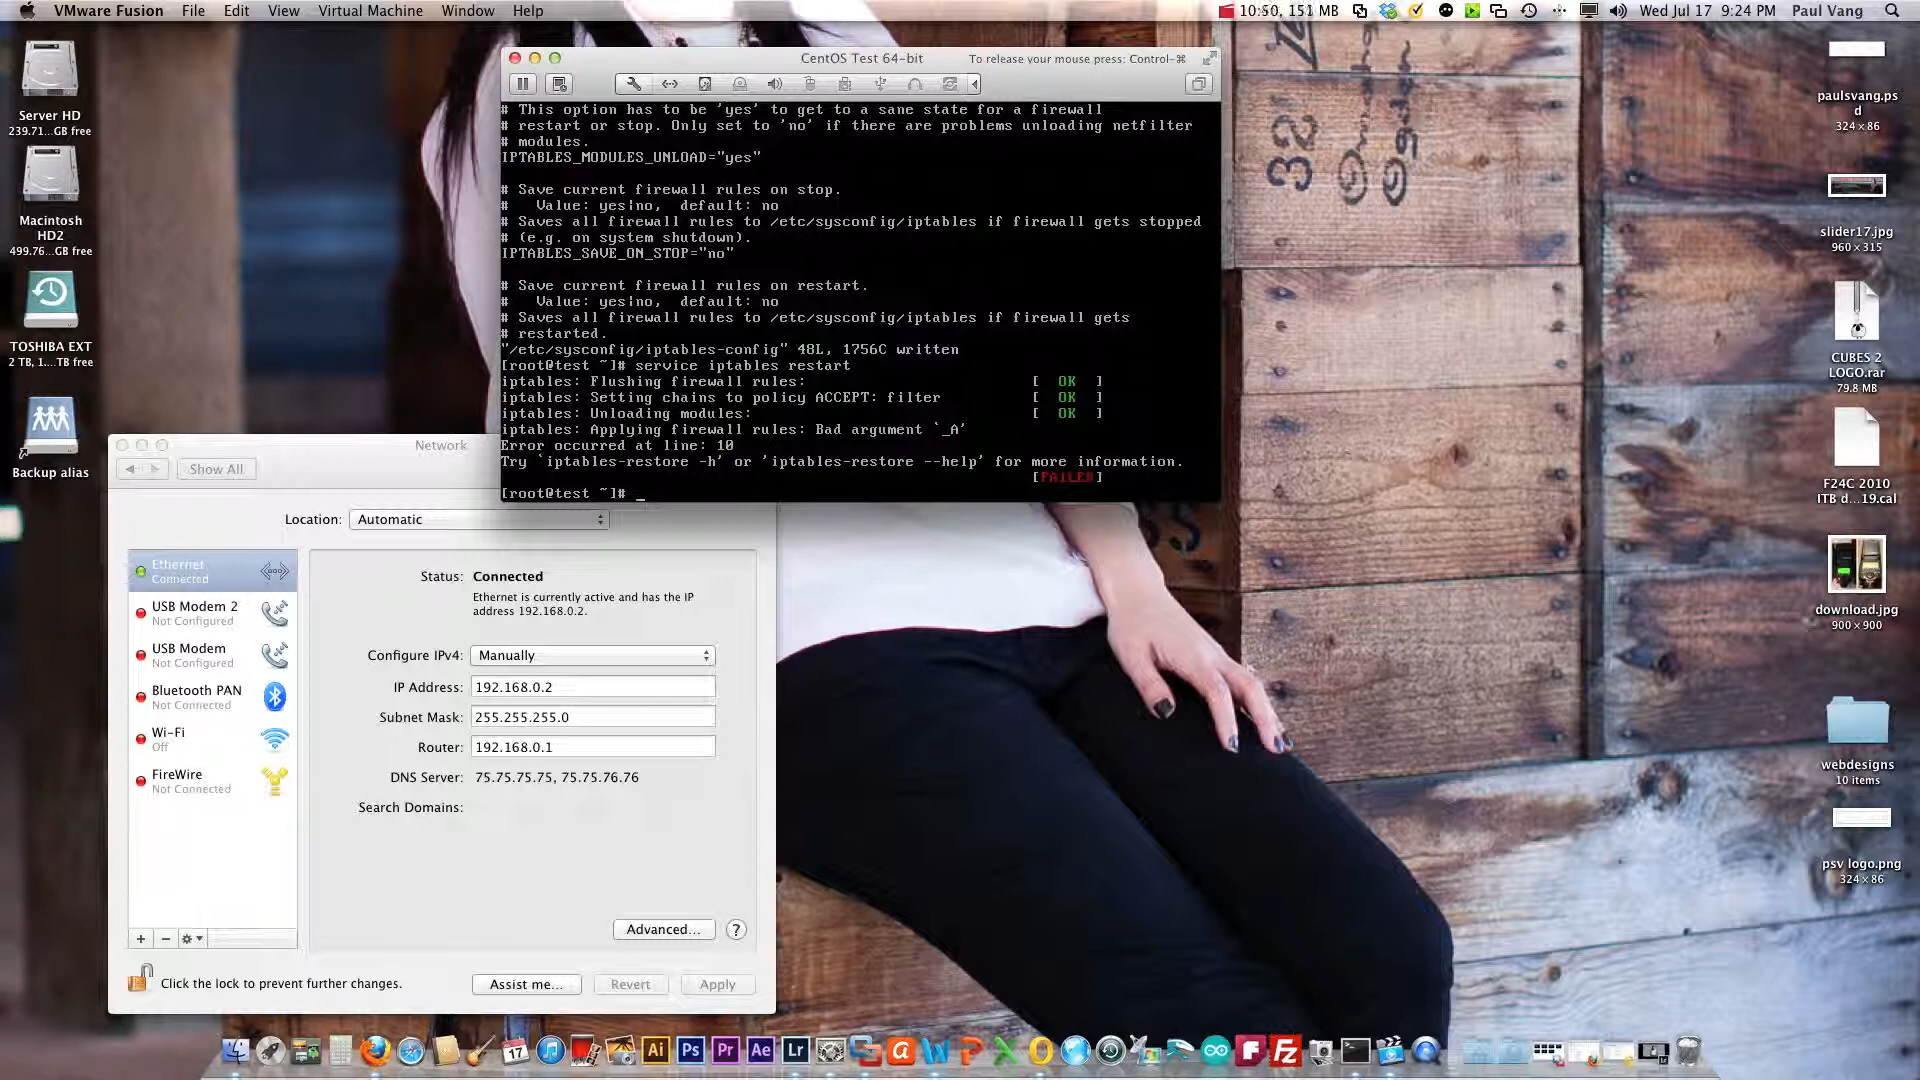 VMware Fusion File Edit View Virtual Machine Window Help
10:50, 151 MB Wed Jul 17 9:24 PM Paul Vang
CentOS Test 64-bit
To release your mouse press: Control-⌘
# This option has to be 'yes' to get to a sane state for a firewall
# restart or stop. Only set to 'no' if there are problems unloading netfilter
# modules.
IPTABLES_MODULES_UNLOAD="yes"
# Save current firewall rules on stop.
#   Value: yes|no,  default: no
# Saves all firewall rules to /etc/sysconfig/iptables if firewall gets stopped
# (e.g. on system shutdown).
IPTABLES_SAVE_ON_STOP="no"
# Save current firewall rules on restart.
#   Value: yes|no,  default: no
# Saves all firewall rules to /etc/sysconfig/iptables if firewall gets
# restarted.
"/etc/sysconfig/iptables-config" 48L, 1756C written
[root@test ~]# service iptables restart
iptables: Flushing firewall rules: [ OK ]
iptables: Setting chains to policy ACCEPT: filter [ OK ]
iptables: Unloading modules: [ OK ]
iptables: Applying firewall rules: Bad argument `_A'
Error occurred at line: 10
Try `iptables-restore -h' or 'iptables-restore --help' for more information.
[FAILED]
[root@test ~]# _
Server HD
239.71...GB free
Macintosh
HD2
499.76...GB free
TOSHIBA EXT
2 TB, 1....TB free
Backup alias
Network
Show All
Location: Automatic
Ethernet
Connected
USB Modem 2
Not Configured
USB Modem
Not Configured
Bluetooth PAN
Not Connected
Wi-Fi
Off
FireWire
Not Connected
Status: Connected
Ethernet is currently active and has the IP
address 192.168.0.2.
Configure IPv4: Manually
IP Address: 192.168.0.2
Subnet Mask: 255.255.255.0
Router: 192.168.0.1
DNS Server: 75.75.75.75, 75.75.76.76
Search Domains:
Advanced... ?
Click the lock to prevent further changes.
Assist me... Revert Apply
paulsvang.ps
d
324×86
slider17.jpg
960×315
CUBES 2
LOGO.rar
79.8 MB
F24C 2010
ITB d...19.cal
download.jpg
900×900
webdesigns
10 items
psv logo.png
324×86
321
17
Ai
Ps
Pr
Ae
Lr